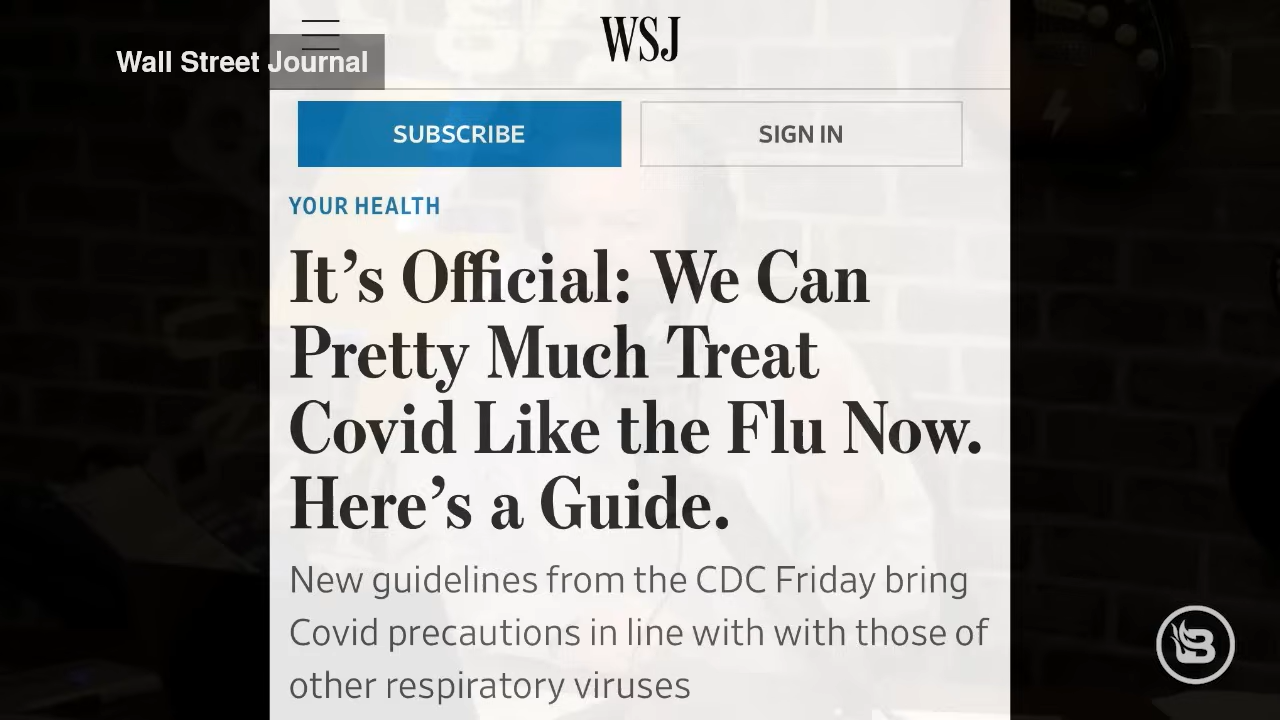 WSJ
Wall Street Journal
SUBSCRIBE
SIGN IN
YOUR HEALTH
It’s Official: We Can
Pretty Much Treat
Covid Like the Flu Now.
Here’s a Guide.
New guidelines from the CDC Friday bring
Covid precautions in line with with those of
other respiratory viruses
B